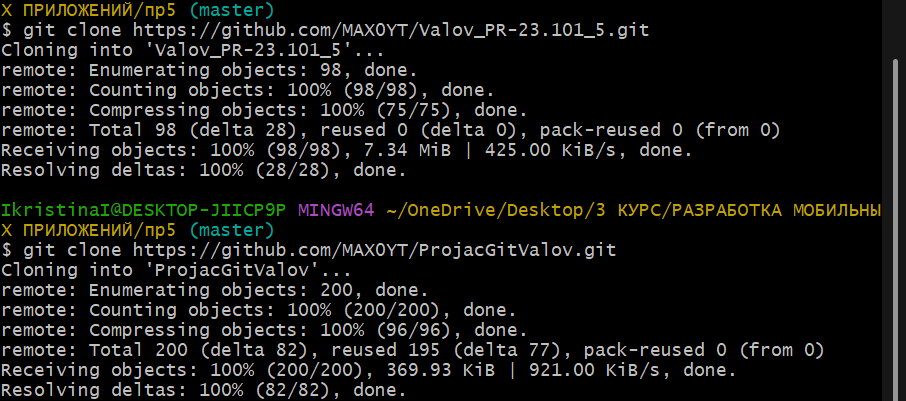 Х ПРИЛОЖЕНИЙ/пр5 (master)
$ git clone https://github.com/MAX0YT/Valov_PR-23.101_5.git
Cloning into 'Valov_PR-23.101_5'...
remote: Enumerating objects: 98, done.
remote: Counting objects: 100% (98/98), done.
remote: Compressing objects: 100% (75/75), done.
remote: Total 98 (delta 28), reused 0 (delta 0), pack-reused 0 (from 0)
Receiving objects: 100% (98/98), 7.34 MiB | 425.00 KiB/s, done.
Resolving deltas: 100% (28/28), done.
IkristinaI@DESKTOP-JIICP9P MINGW64 ~/OneDrive/Desktop/3 КУРС/РАЗРАБОТКА МОБИЛЬНЫ
Х ПРИЛОЖЕНИЙ/пр5 (master)
$ git clone https://github.com/MAX0YT/ProjacGitValov.git
Cloning into 'ProjacGitValov'...
remote: Enumerating objects: 200, done.
remote: Counting objects: 100% (200/200), done.
remote: Compressing objects: 100% (96/96), done.
remote: Total 200 (delta 82), reused 195 (delta 77), pack-reused 0 (from 0)
Receiving objects: 100% (200/200), 369.93 KiB | 921.00 KiB/s, done.
Resolving deltas: 100% (82/82), done.